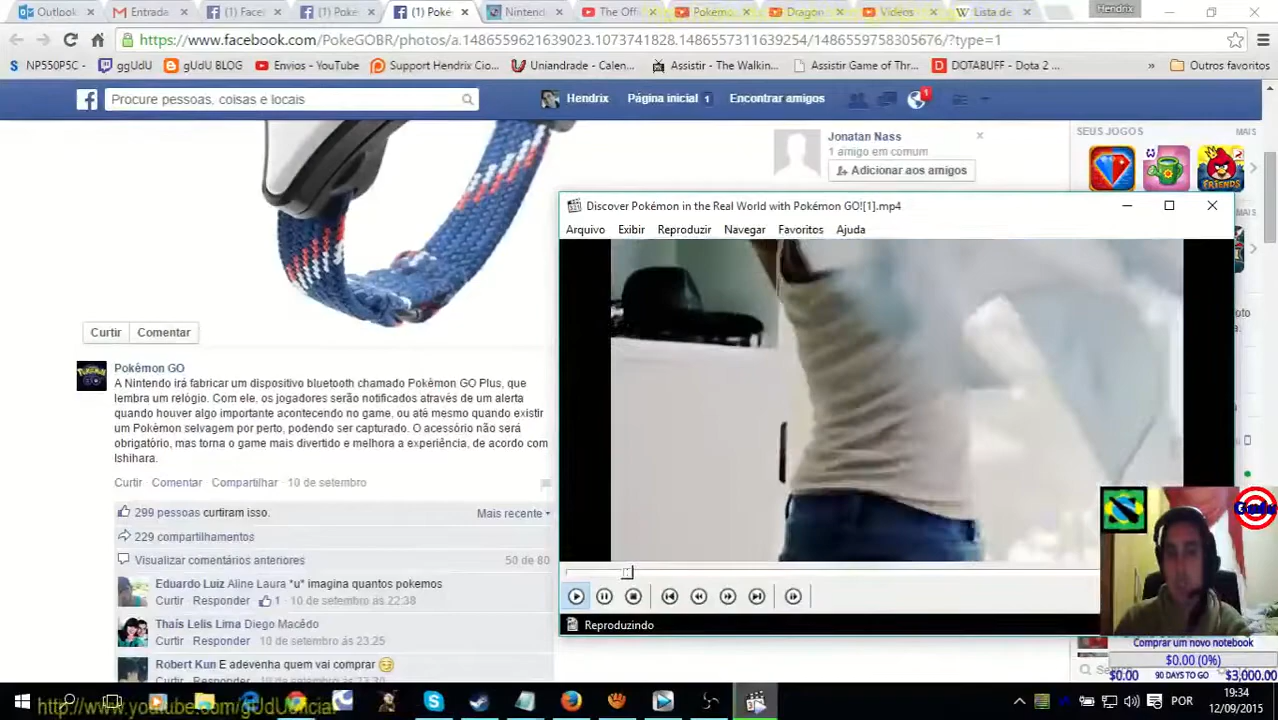 Outlook
Entrada
(1) Facel
(1) Poke
(1) Poké
Nintend
The Offi
Pokémo
Dragon
Vídeos
Lista de
Hendrix
https://www.facebook.com/PokeGOBR/photos/a.1486559621639023.1073741828.1486557311639254/1486559758305676/?type=1
NP550P5C
ggUdU
gUdU BLOG
Envios - YouTube
Support Hendrix Cio...
Uniandrade - Calen...
Assistir - The Walkin...
Assistir Game of Thr...
DOTABUFF - Dota 2 ...
»
Outros favoritos
Procure pessoas, coisas e locais
Hendrix
Página inicial 1
Encontrar amigos
1
Jonatan Nass
1 amigo em comum
Adicionar aos amigos
SEUS JOGOS
MAIS
FRIENDS
MAIS
Discover Pokémon in the Real World with Pokémon GO![1].mp4
Arquivo Exibir Reproduzir Navegar Favoritos Ajuda
Curtir
Comentar
Pokémon GO
A Nintendo irá fabricar um dispositivo bluetooth chamado Pokémon GO Plus, que
lembra um relógio. Com ele, os jogadores serão notificados através de um alerta
quando houver algo importante acontecendo no game, ou até mesmo quando existir
um Pokémon selvagem por perto, podendo ser capturado. O acessório não será
obrigatório, mas torna o game mais divertido e melhora a experiência, de acordo com
Ishihara.
Curtir · Comentar · Compartilhar · 10 de setembro
299 pessoas curtiram isso.
Mais recente
229 compartilhamentos
Visualizar comentários anteriores
50 de 80
Eduardo Luiz Aline Laura *u* imagina quantos pokemos
Curtir · Responder · 1 · 10 de setembro às 22:38
Thaís Lelis Lima Diego Macêdo
Curtir · Responder · 10 de setembro às 23:25
Robert Kun E adevenha quem vai comprar
Reproduzindo
Comprar um novo notebook
$0.00 (0%)
$0.00
90 DAYS TO GO
$3,000.00
http://www.youtube.com/gUdUofficial
POR
19:34
12/09/2015